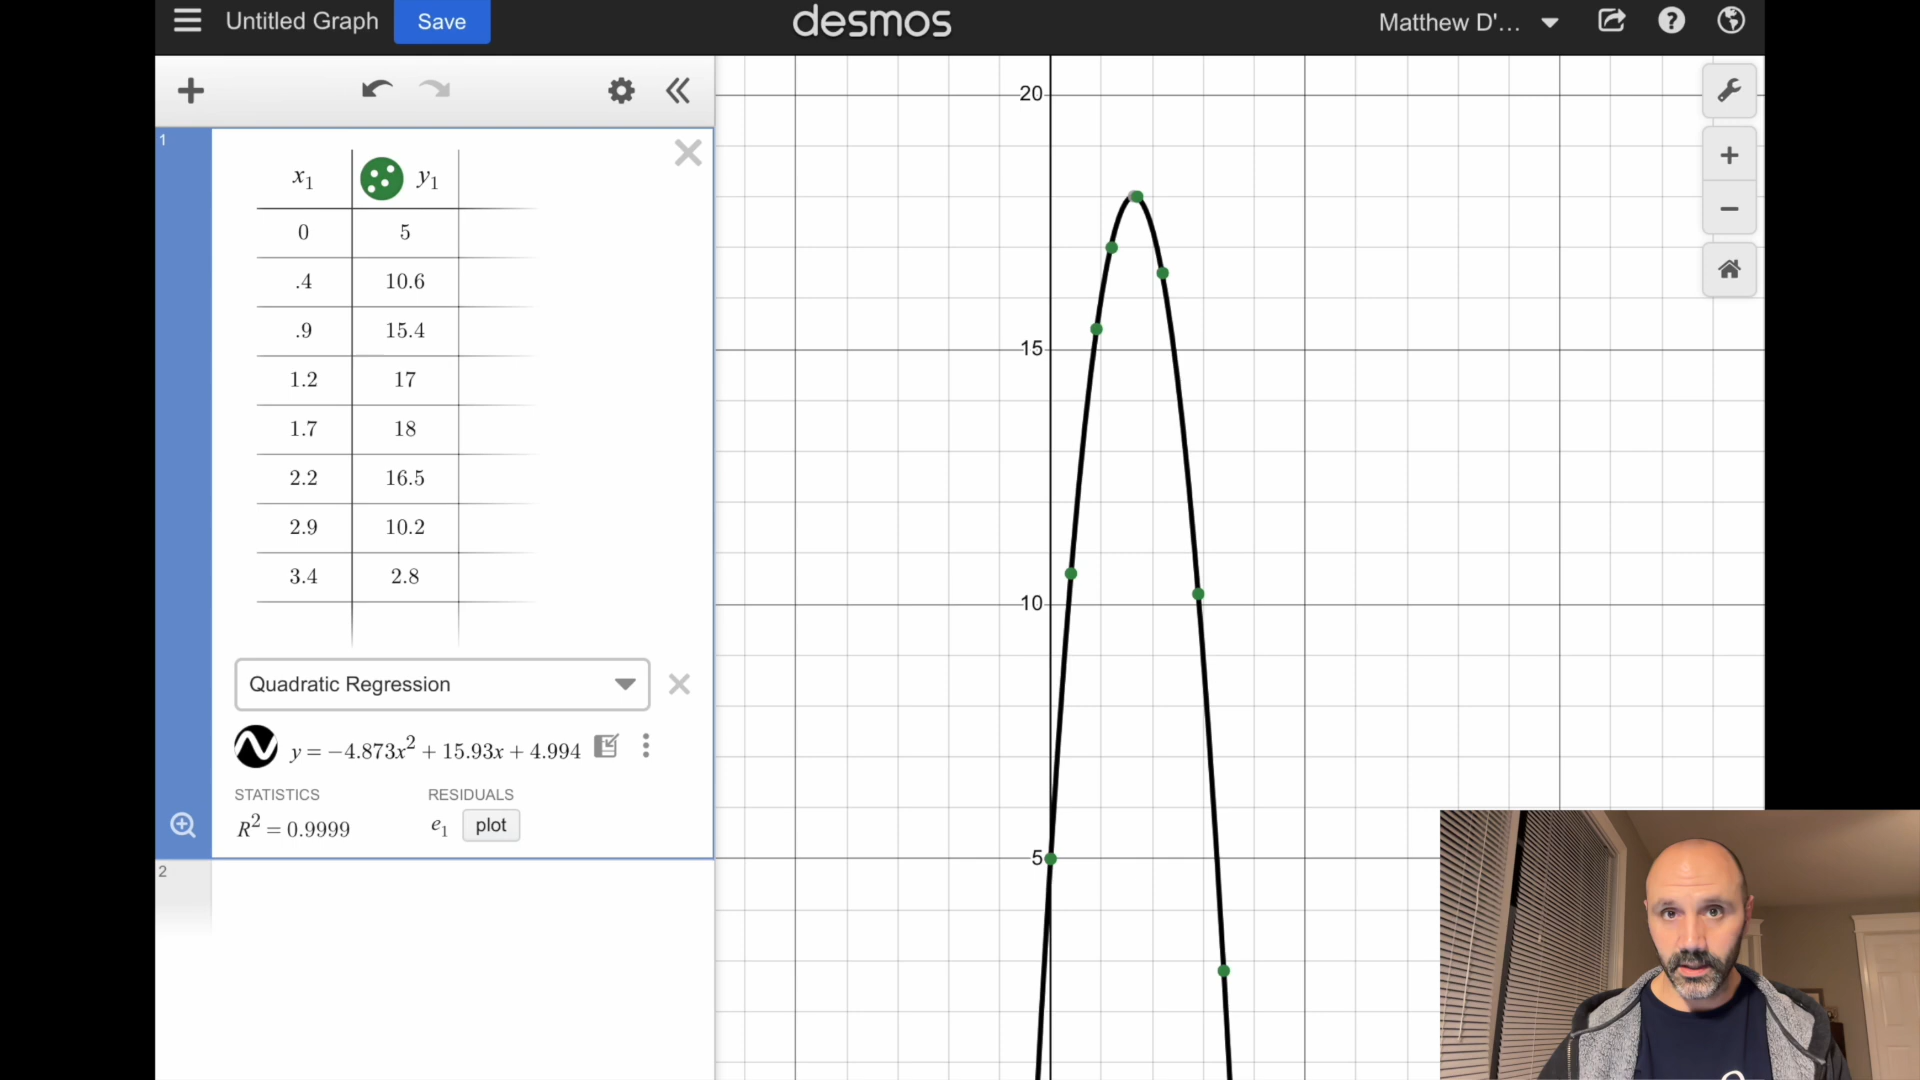 Untitled Graph Save desmos Matthew D'...
1
x₁ y₁
0 5
.4 10.6
.9 15.4
1.2 17
1.7 18
2.2 16.5
2.9 10.2
3.4 2.8
Quadratic Regression
y = −4.873x² + 15.93x + 4.994
STATISTICS RESIDUALS
R² = 0.9999 e₁ plot
2
20
15
10
5